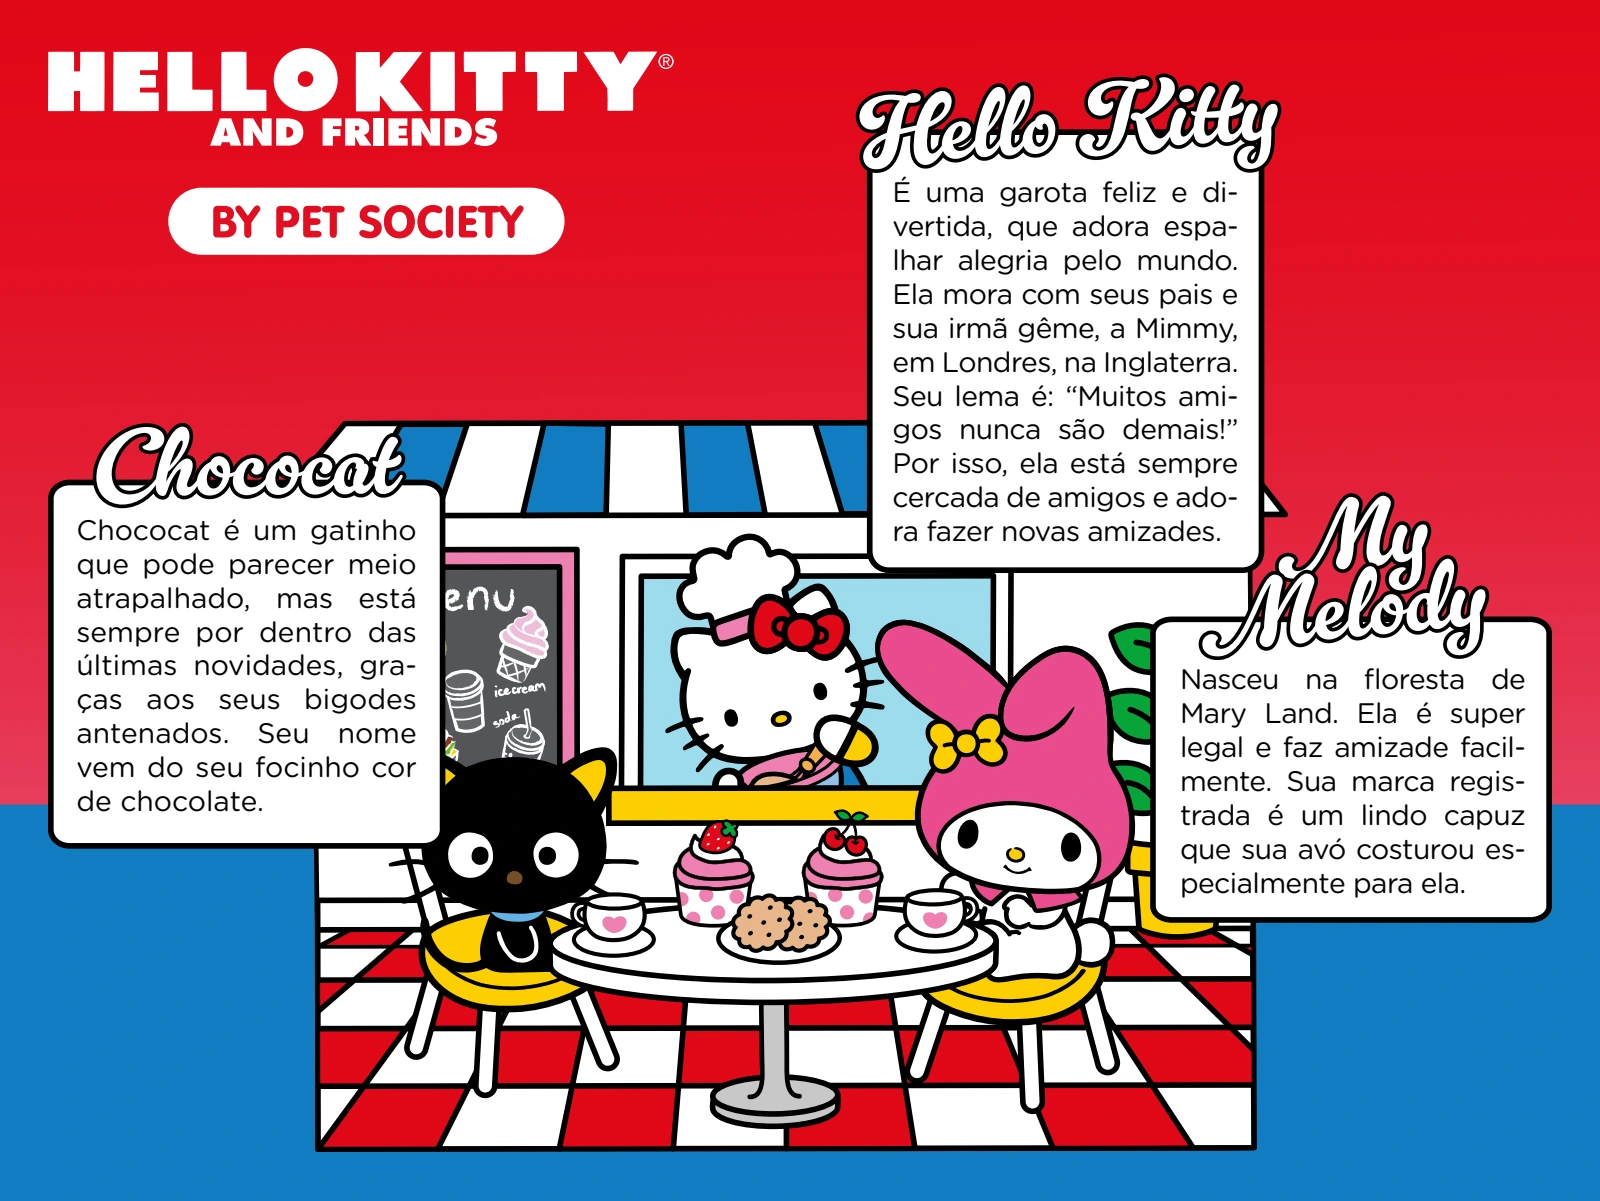 HELLO KITTY®
AND FRIENDS
BY PET SOCIETY
Hello Kitty
É uma garota feliz e di-
vertida, que adora espa-
lhar alegria pelo mundo.
Ela mora com seus pais e
sua irmã gême, a Mimmy,
em Londres, na Inglaterra.
Seu lema é: “Muitos ami-
gos nunca são demais!”
Por isso, ela está sempre
cercada de amigos e ado-
ra fazer novas amizades.
Chococat
Chococat é um gatinho
que pode parecer meio
atrapalhado, mas está
sempre por dentro das
últimas novidades, gra-
ças aos seus bigodes
antenados. Seu nome
vem do seu focinho cor
de chocolate.
enu
ice cream
soda
My
Melody
Nasceu na floresta de
Mary Land. Ela é super
legal e faz amizade facil-
mente. Sua marca regis-
trada é um lindo capuz
que sua avó costurou es-
pecialmente para ela.